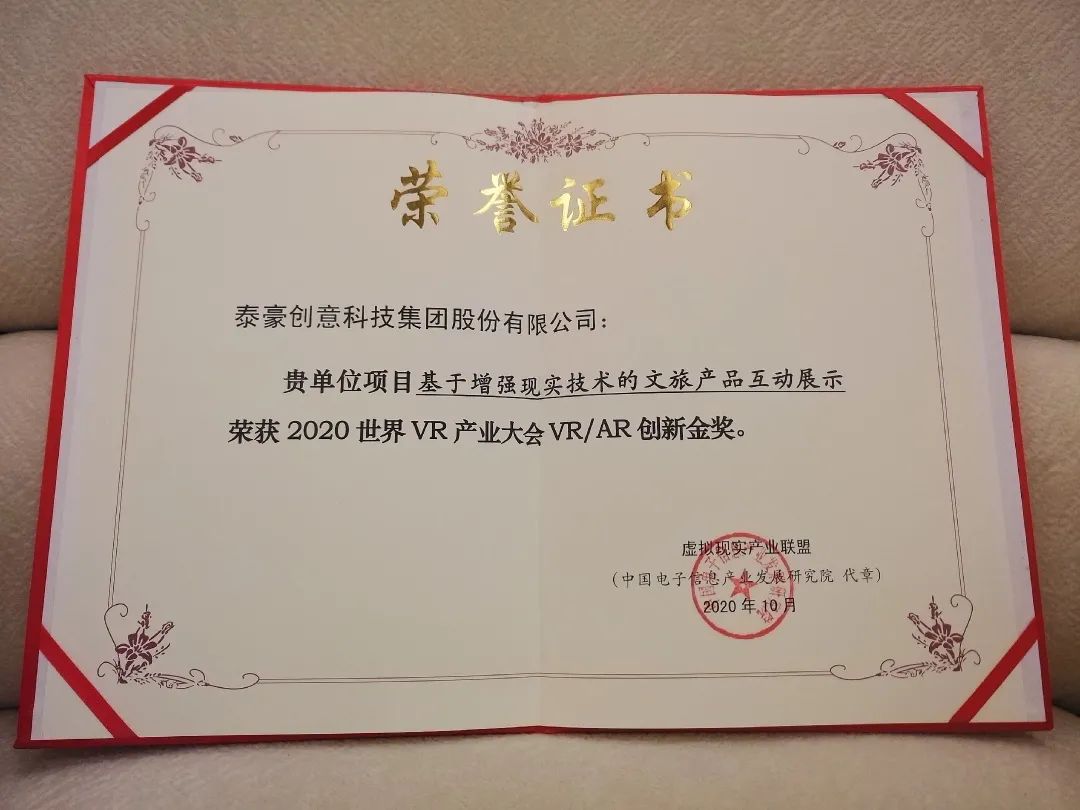 荣誉证书
泰豪创意科技集团股份有限公司：
贵单位项目基于增强现实技术的文旅产品互动展示
荣获 2020 世界 VR 产业大会 VR/AR 创新金奖。
虚拟现实产业联盟
（中国电子信息产业发展研究院 代章）
2020 年 10 月